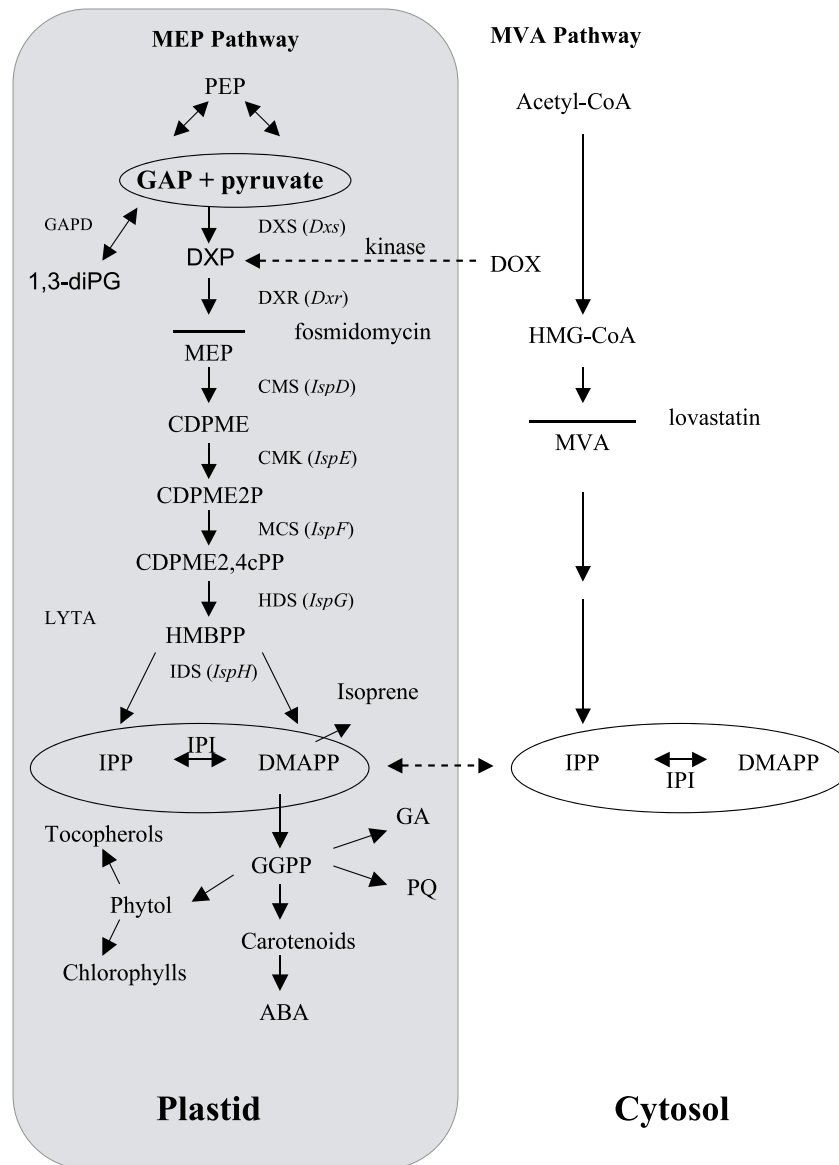 MEP Pathway
MVA Pathway
PEP
Acetyl-CoA
GAP + pyruvate
GAPD
DXS (Dxs)
kinase
DXP
DOX
1,3-diPG
DXR (Dxr)
fosmidomycin
HMG-CoA
MEP
CMS (IspD)
lovastatin
CDPME
MVA
CMK (IspE)
CDPME2P
MCS (IspF)
CDPME2,4cPP
HDS (IspG)
LYTA
HMBPP
IDS (IspH)
Isoprene
IPI
IPP
DMAPP
IPP
DMAPP
IPI
Tocopherols
GA
GGPP
PQ
Phytol
Carotenoids
Chlorophylls
ABA
Plastid
Cytosol